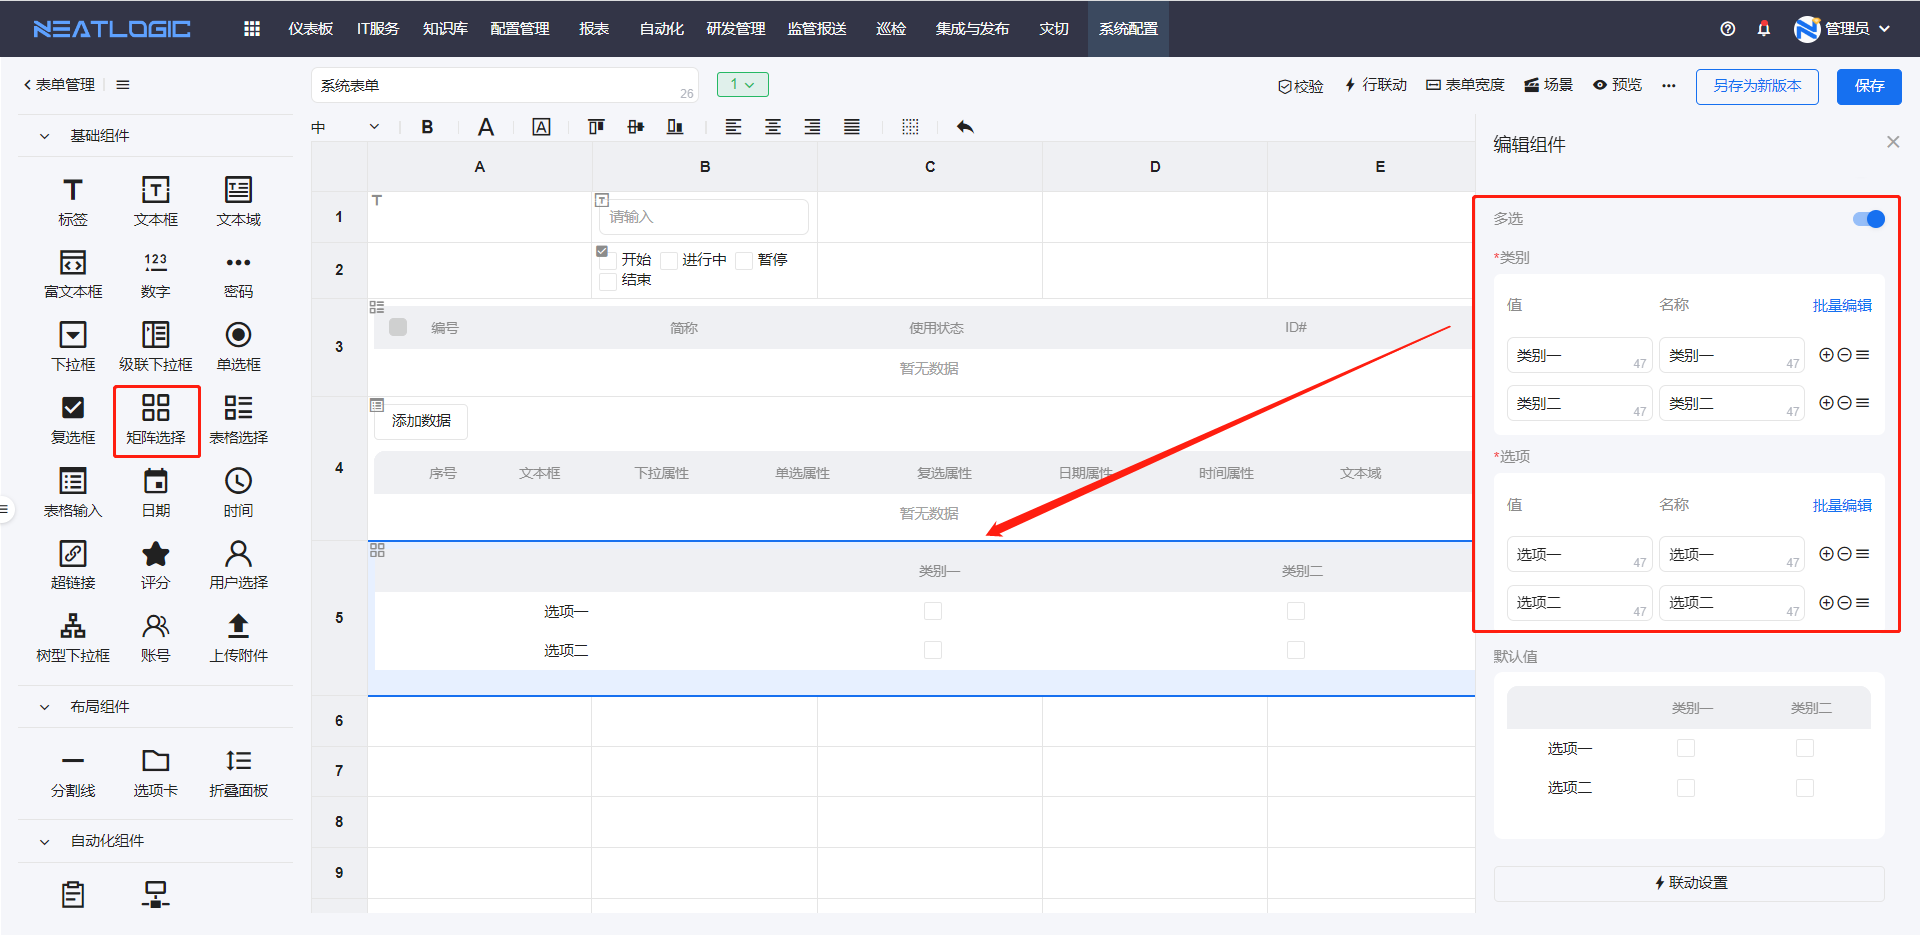 NEATLOGIC 仪表板 IT服务 知识库 配置管理 报表 自动化 研发管理 监管报送 巡检 集成与发布 灾切 系统配置 管理员
表单管理 系统表单 26 1 校验 行联动 表单宽度 场景 预览 另存为新版本 保存
中 B A A
基础组件
标签 文本框 文本域
富文本框 数字 密码
下拉框 级联下拉框 单选框
复选框 矩阵选择 表格选择
表格输入 日期 时间
超链接 评分 用户选择
树型下拉框 账号 上传附件
布局组件
分割线 选项卡 折叠面板
自动化组件
A B C D E
1 请输入
2 开始 进行中 暂停
结束
3 编号 简称 使用状态 ID#
暂无数据
4 添加数据
序号 文本框 下拉属性 单选属性 复选属性 日期属性 时间属性 文本域
暂无数据
5 类别一 类别二
选项一
选项二
6
7
8
9
编辑组件
多选
*类别
值 名称 批量编辑
类别一 47 类别一 47
类别二 47 类别二 47
*选项
值 名称 批量编辑
选项一 47 选项一 47
选项二 47 选项二 47
默认值
类别一 类别二
选项一
选项二
联动设置